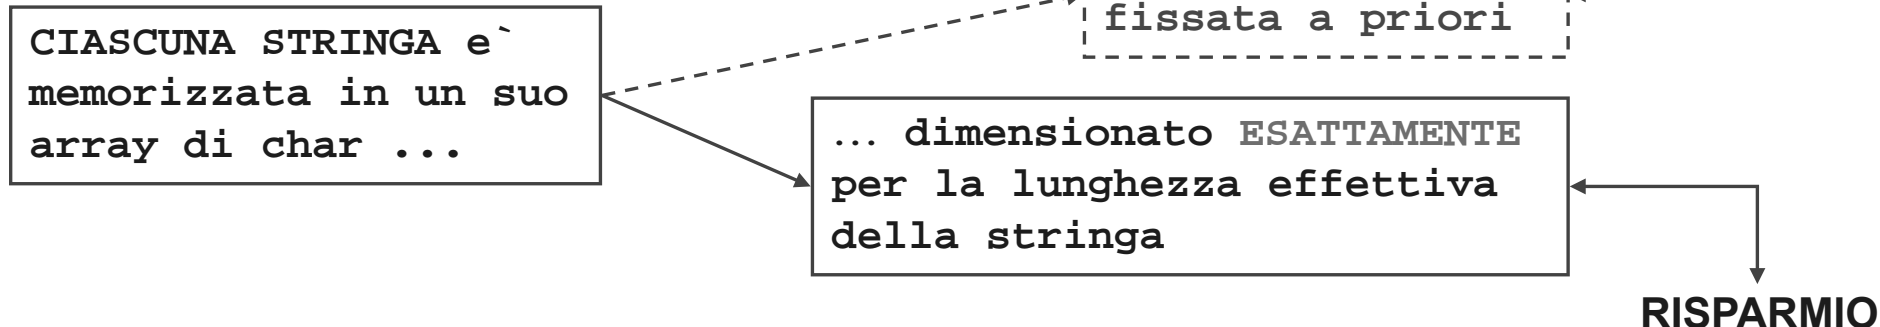 fissata a priori
CIASCUNA STRINGA e`
memorizzata in un suo
array di char ...
... dimensionato ESATTAMENTE
per la lunghezza effettiva
della stringa
RISPARMIO